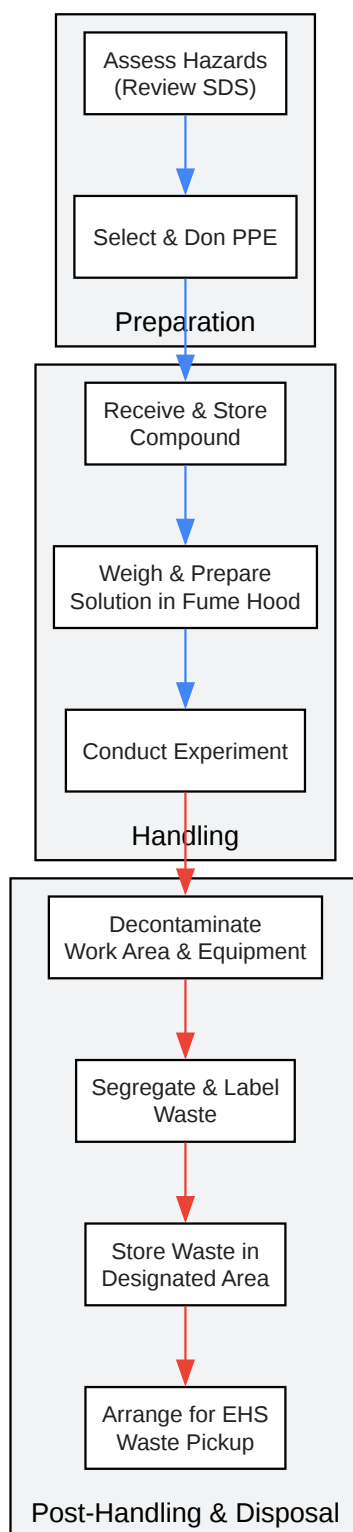 Assess Hazards
(Review SDS)
Select & Don PPE
Preparation
Receive & Store
Compound
Weigh & Prepare
Solution in Fume Hood
Conduct Experiment
Handling
Decontaminate
Work Area & Equipment
Segregate & Label
Waste
Store Waste in
Designated Area
Arrange for EHS
Waste Pickup
Post-Handling & Disposal